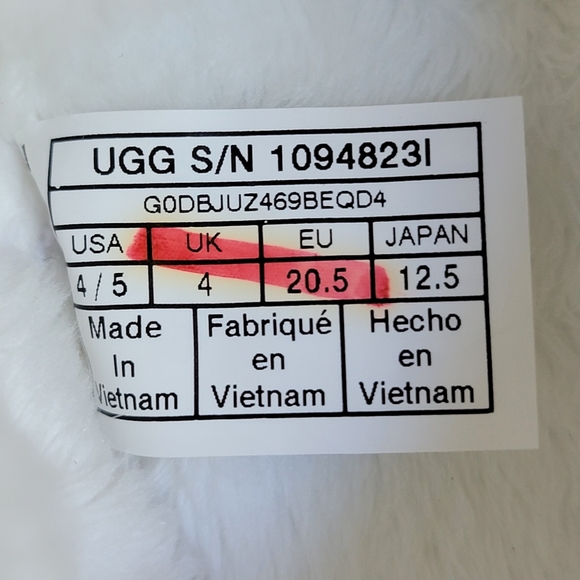 UGG S/N 1094823I
G0DBJUZ469BEQD4
USA UK EU JAPAN
4 / 5 4 20.5 12.5
Made Fabriqué Hecho
In en en
Vietnam Vietnam Vietnam